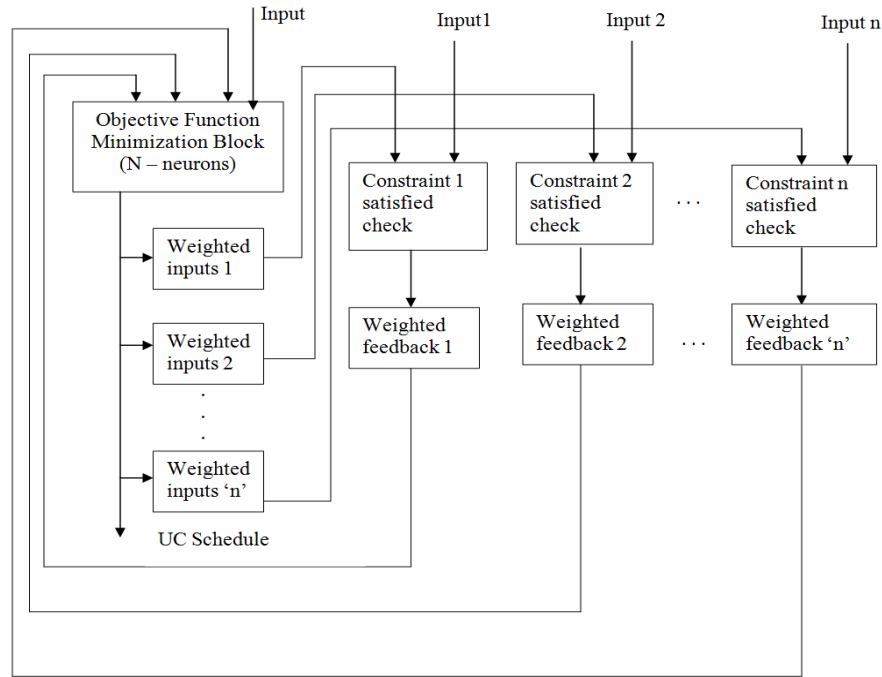 Input
Input1
Input 2
Input n
Objective Function
Minimization Block
(N – neurons)
Constraint 1
satisfied
check
Constraint 2
satisfied
check
. . .
Constraint n
satisfied
check
Weighted
inputs 1
Weighted
feedback 1
Weighted
feedback 2
. . .
Weighted
feedback ‘n’
Weighted
inputs 2
.
.
.
Weighted
inputs ‘n’
UC Schedule